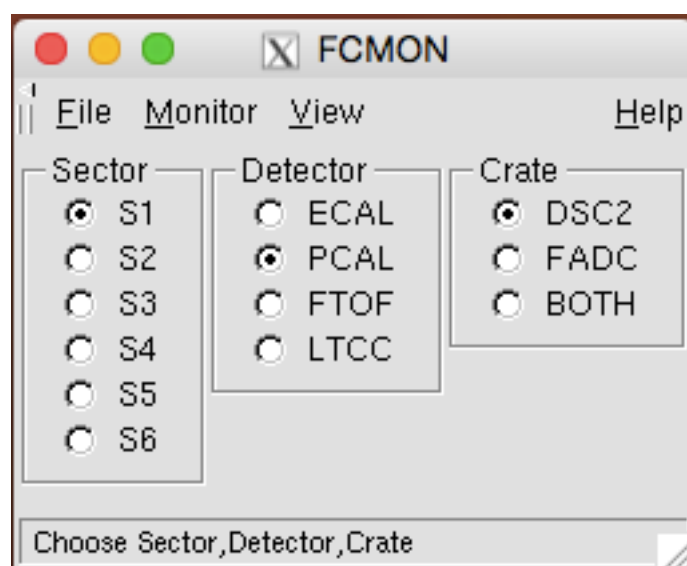 FCMON
File Monitor View Help
Sector Detector Crate
S1 ECAL DSC2
S2 PCAL FADC
S3 FTOF BOTH
S4 LTCC
S5
S6
Choose Sector,Detector,Crate